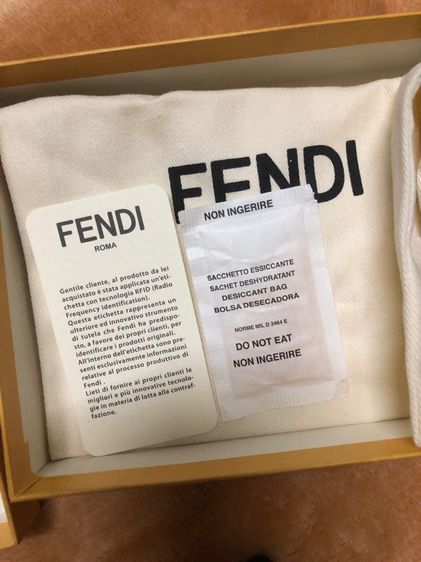 FENDI
FENDI
ROMA
Gentile cliente, al prodotto da lei
acquistato è stata applicata un'eti-
chetta con tecnologia RFID (Radio
Frequency Identification).
Questa etichetta rappresenta un
ulteriore ed innovativo strumento
di tutela che Fendi ha predispo-
sto, a favore dei propri clienti, per
identificare i prodotti originali.
All'interno dell'etichetta sono pre-
senti esclusivamente informazioni
relative al processo produttivo di
Fendi .
Lieti di fornire ai propri clienti le
migliori e più innovative tecnolo-
gie in materia di lotta alla contraf-
fazione.
NON INGERIRE
SACCHETTO ESSICCANTE
SACHET DESHYDRATANT
DESICCANT BAG
BOLSA DESECADORA
NORME MIL D 3464 E
DO NOT EAT
NON INGERIRE